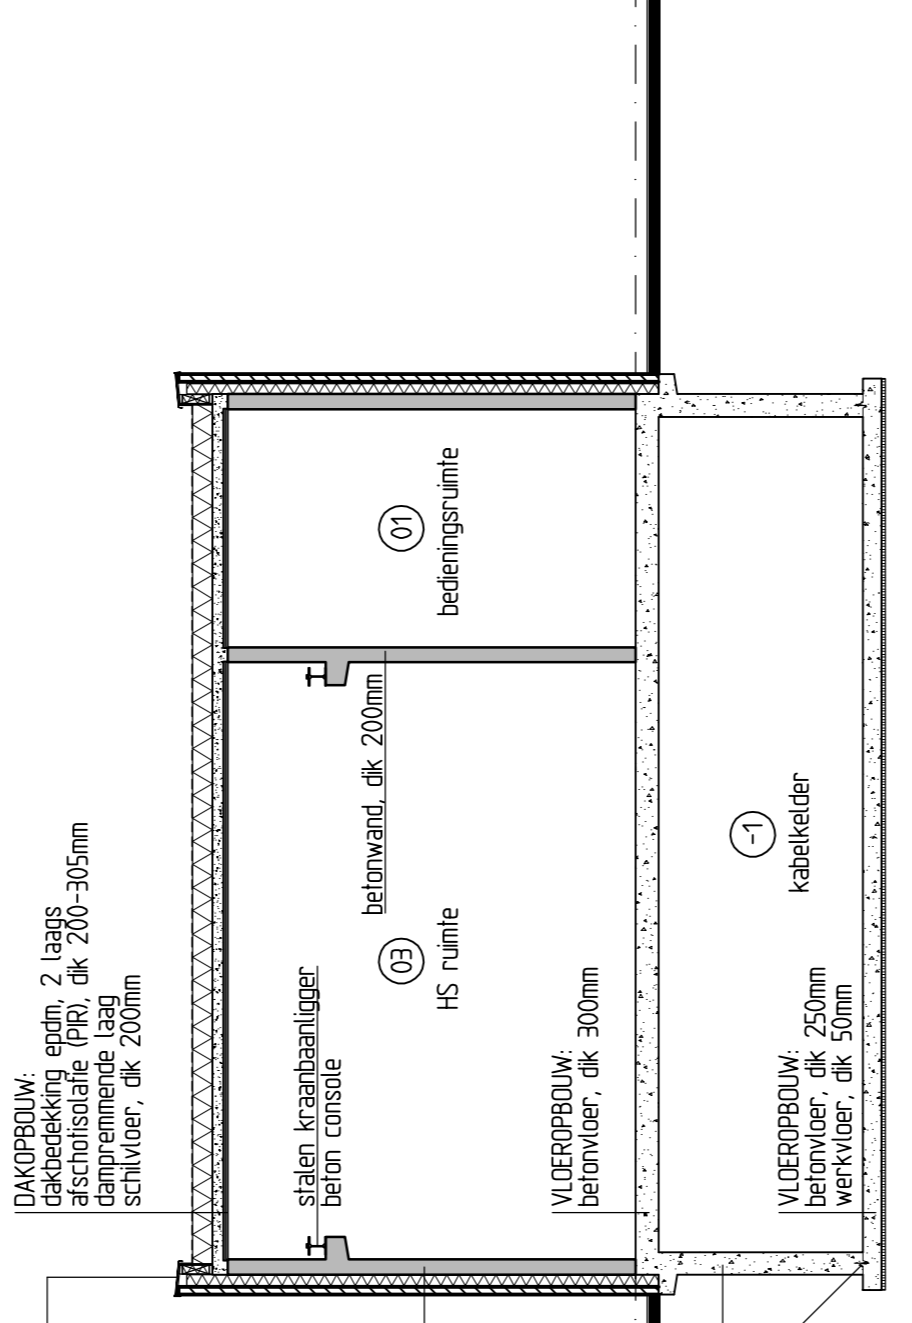 DAKOPBOUW:
dakbedekking epdm, 2 laags
afschotisolatie (PIR), dik 200-305mm
dampremmende laag
schilvloer, dik 200mm
stalen kraanbaanligger
beton console
betonwand, dik 200mm
03
HS ruimte
01
bedieningsruimte
VLOEROPBOUW:
betonvloer, dik 300mm
-1
kabelkelder
VLOEROPBOUW:
betonvloer, dik 250mm
werkvloer, dik 50mm